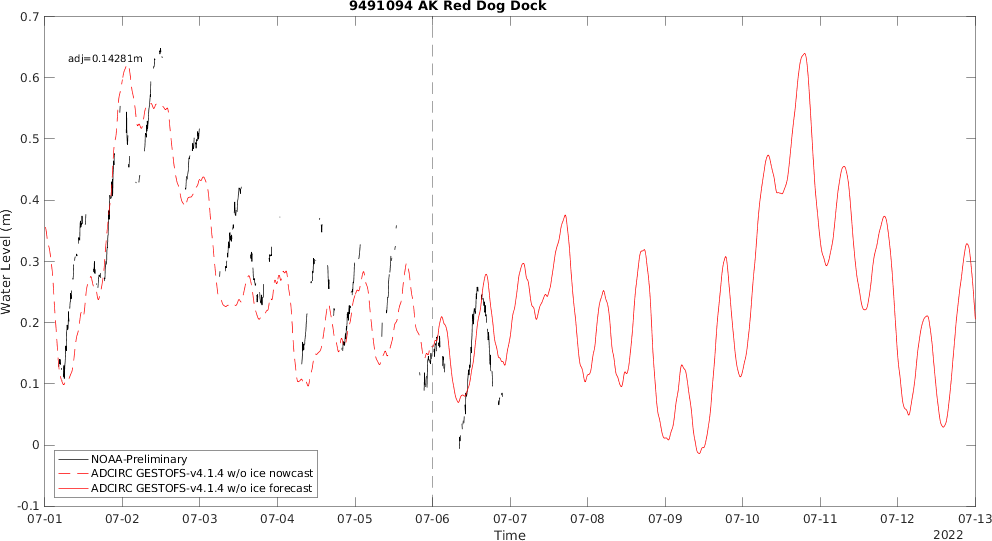 9491094 AK Red Dog Dock
adj=0.14281m
0.7
0.6
0.5
0.4
0.3
0.2
0.1
0
-0.1
Water Level (m)
NOAA-Preliminary
ADCIRC GESTOFS-v4.1.4 w/o ice nowcast
ADCIRC GESTOFS-v4.1.4 w/o ice forecast
07-01 07-02 07-03 07-04 07-05 07-06 07-07 07-08 07-09 07-10 07-11 07-12 07-13
Time
2022